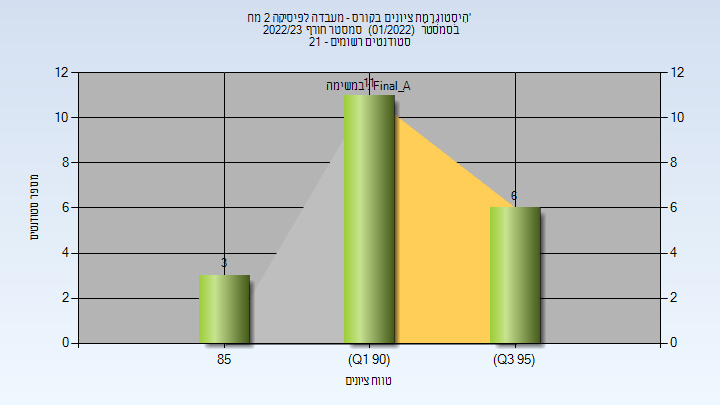 היסטוגרמת ציונים בקורס - מעבדה לפיסיקה 2 מח'
בסמסטר (01/2022) סמסטר חורף 2022/23
סטודנטים רשומים - 21
במשימה: Final_A
12 12
10 10
8 8
6 6
4 4
2 2
0 0
3
11
6
מספר סטודנטים
85 (Q1 90) (Q3 95)
טווח ציונים